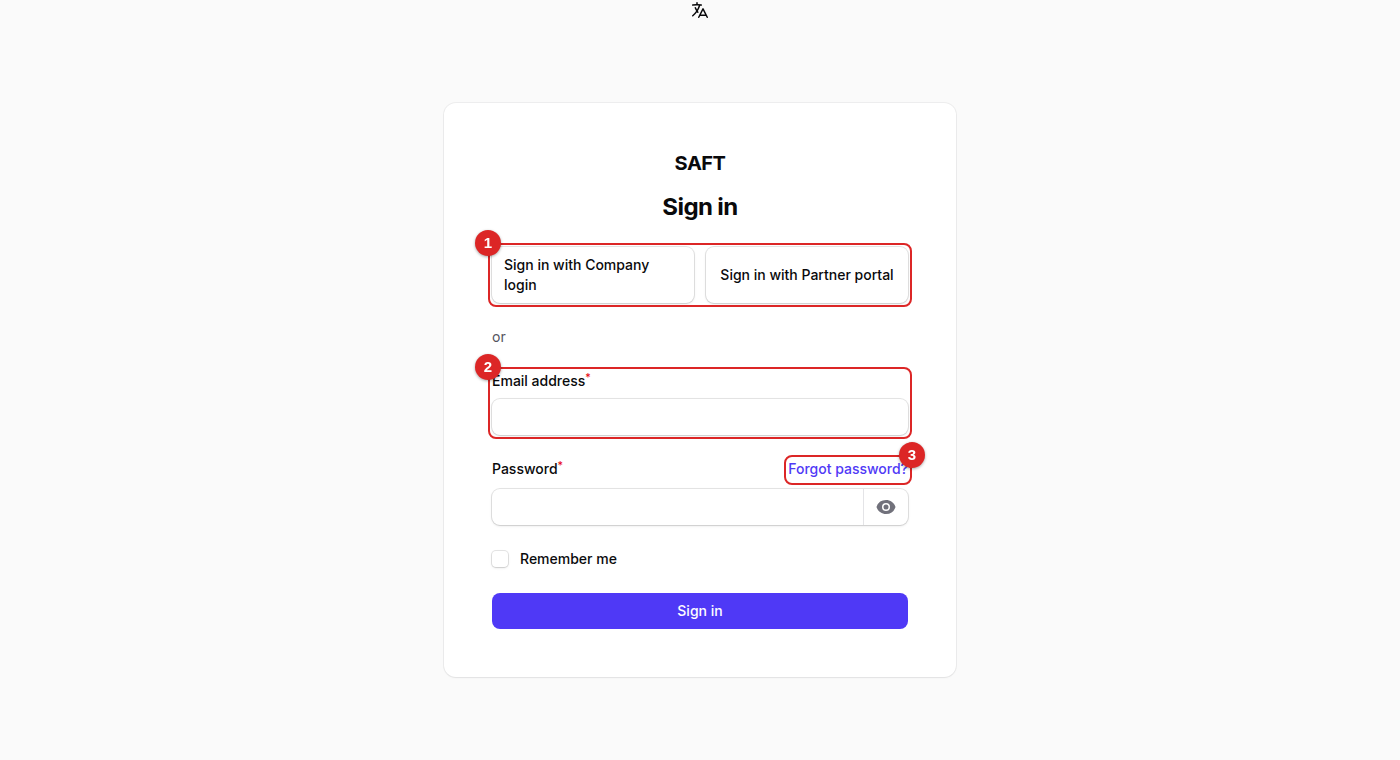 SAFT
Sign in
1
Sign in with Company
login
Sign in with Partner portal
or
2
Email address*
3
Password*
Forgot password?
Remember me
Sign in